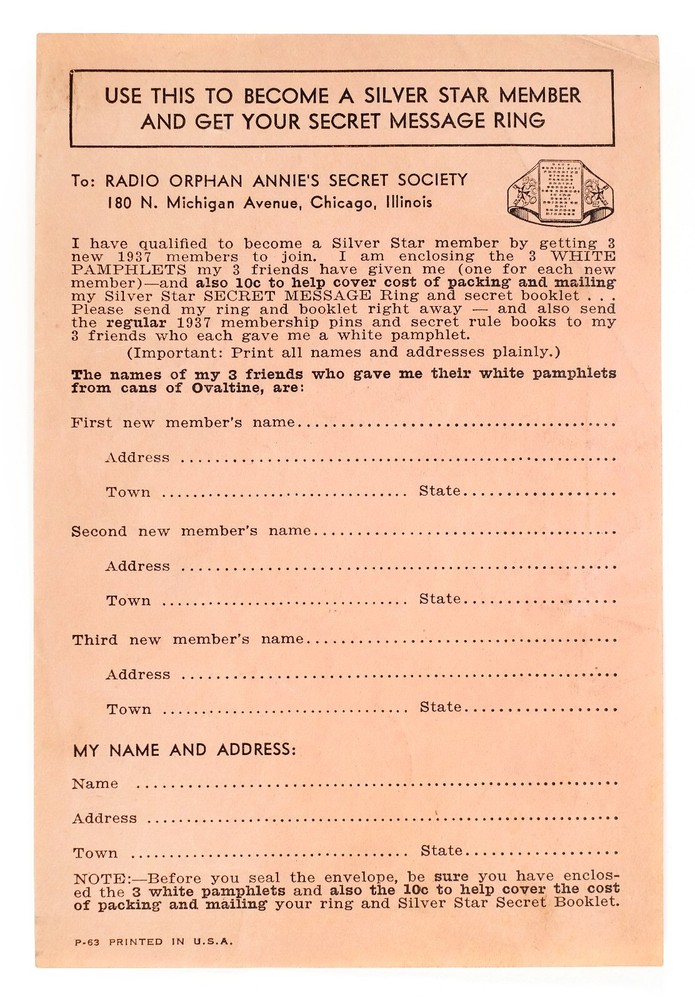 USE THIS TO BECOME A SILVER STAR MEMBER
AND GET YOUR SECRET MESSAGE RING
To: RADIO ORPHAN ANNIE'S SECRET SOCIETY
180 N. Michigan Avenue, Chicago, Illinois
I have qualified to become a Silver Star member by getting 3
new 1937 members to join. I am enclosing the 3 WHITE
PAMPHLETS my 3 friends have given me (one for each new
member)—and also 10c to help cover cost of packing and mailing
my Silver Star SECRET MESSAGE Ring and secret booklet . . .
Please send my ring and booklet right away — and also send
the regular 1937 membership pins and secret rule books to my
3 friends who each gave me a white pamphlet.
(Important: Print all names and addresses plainly.)
The names of my 3 friends who gave me their white pamphlets
from cans of Ovaltine, are:
First new member's name................................................
Address ................................................................
Town .................................... State......................
Second new member's name...............................................
Address ................................................................
Town .................................... State......................
Third new member's name................................................
Address ................................................................
Town .................................... State......................
MY NAME AND ADDRESS:
Name ...................................................................
Address ................................................................
Town .................................... State......................
NOTE:—Before you seal the envelope, be sure you have enclos-
ed the 3 white pamphlets and also the 10c to help cover the cost
of packing and mailing your ring and Silver Star Secret Booklet.
P-63 PRINTED IN U.S.A.